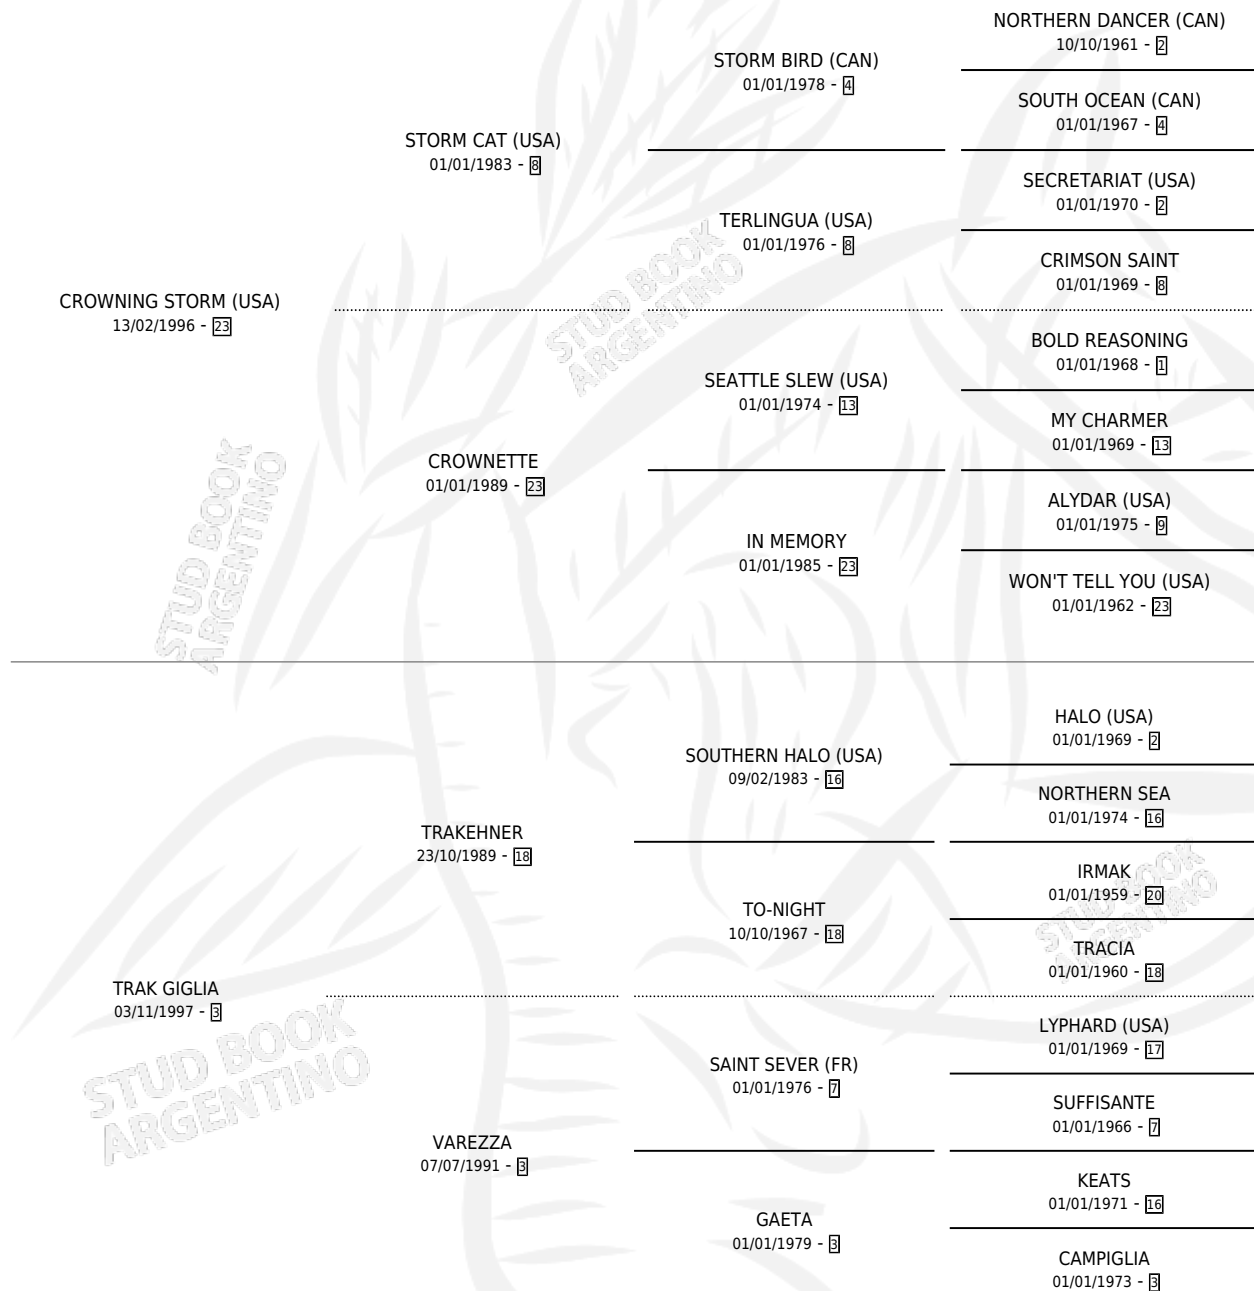 NORTHERN DANCER (CAN)
10/10/1961 - 2
STORM BIRD (CAN)
01/01/1978 - 4
SOUTH OCEAN (CAN)
01/01/1967 - 4
STORM CAT (USA)
01/01/1983 - 8
SECRETARIAT (USA)
01/01/1970 - 2
TERLINGUA (USA)
01/01/1976 - 8
CRIMSON SAINT
01/01/1969 - 8
CROWNING STORM (USA)
13/02/1996 - 23
BOLD REASONING
01/01/1968 - 1
SEATTLE SLEW (USA)
01/01/1974 - 13
MY CHARMER
01/01/1969 - 13
CROWNETTE
01/01/1989 - 23
ALYDAR (USA)
01/01/1975 - 9
IN MEMORY
01/01/1985 - 23
WON'T TELL YOU (USA)
01/01/1962 - 23
HALO (USA)
01/01/1969 - 2
SOUTHERN HALO (USA)
09/02/1983 - 16
NORTHERN SEA
01/01/1974 - 16
TRAKEHNER
23/10/1989 - 18
IRMAK
01/01/1959 - 20
TO-NIGHT
10/10/1967 - 18
TRACIA
01/01/1960 - 18
TRAK GIGLIA
03/11/1997 - 3
LYPHARD (USA)
01/01/1969 - 17
SAINT SEVER (FR)
01/01/1976 - 7
SUFFISANTE
01/01/1966 - 7
VAREZZA
07/07/1991 - 3
KEATS
01/01/1971 - 16
GAETA
01/01/1979 - 3
CAMPIGLIA
01/01/1973 - 3
STUD BOOK
ARGENTINO
STUD BOOK
ARGENTINO
STUD BOOK
ARGENTINO
STUD BOOK
ARGENTINO